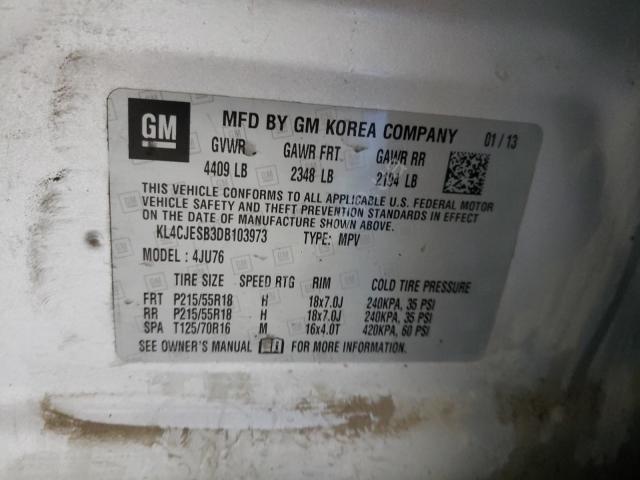 GM
MFD BY GM KOREA COMPANY 01/13
GVWR GAWR FRT GAWR RR
4409 LB 2348 LB 2194 LB
THIS VEHICLE CONFORMS TO ALL APPLICABLE U.S. FEDERAL MOTOR
VEHICLE SAFETY AND THEFT PREVENTION STANDARDS IN EFFECT
ON THE DATE OF MANUFACTURE SHOWN ABOVE.
KL4CJESB3DB103973 TYPE: MPV
MODEL : 4JU76
TIRE SIZE SPEED RTG RIM COLD TIRE PRESSURE
FRT P215/55R18 H 18x7.0J 240KPA, 35 PSI
RR P215/55R18 H 18x7.0J 240KPA, 35 PSI
SPA T125/70R16 M 16x4.0T 420KPA, 60 PSI
SEE OWNER'S MANUAL FOR MORE INFORMATION.